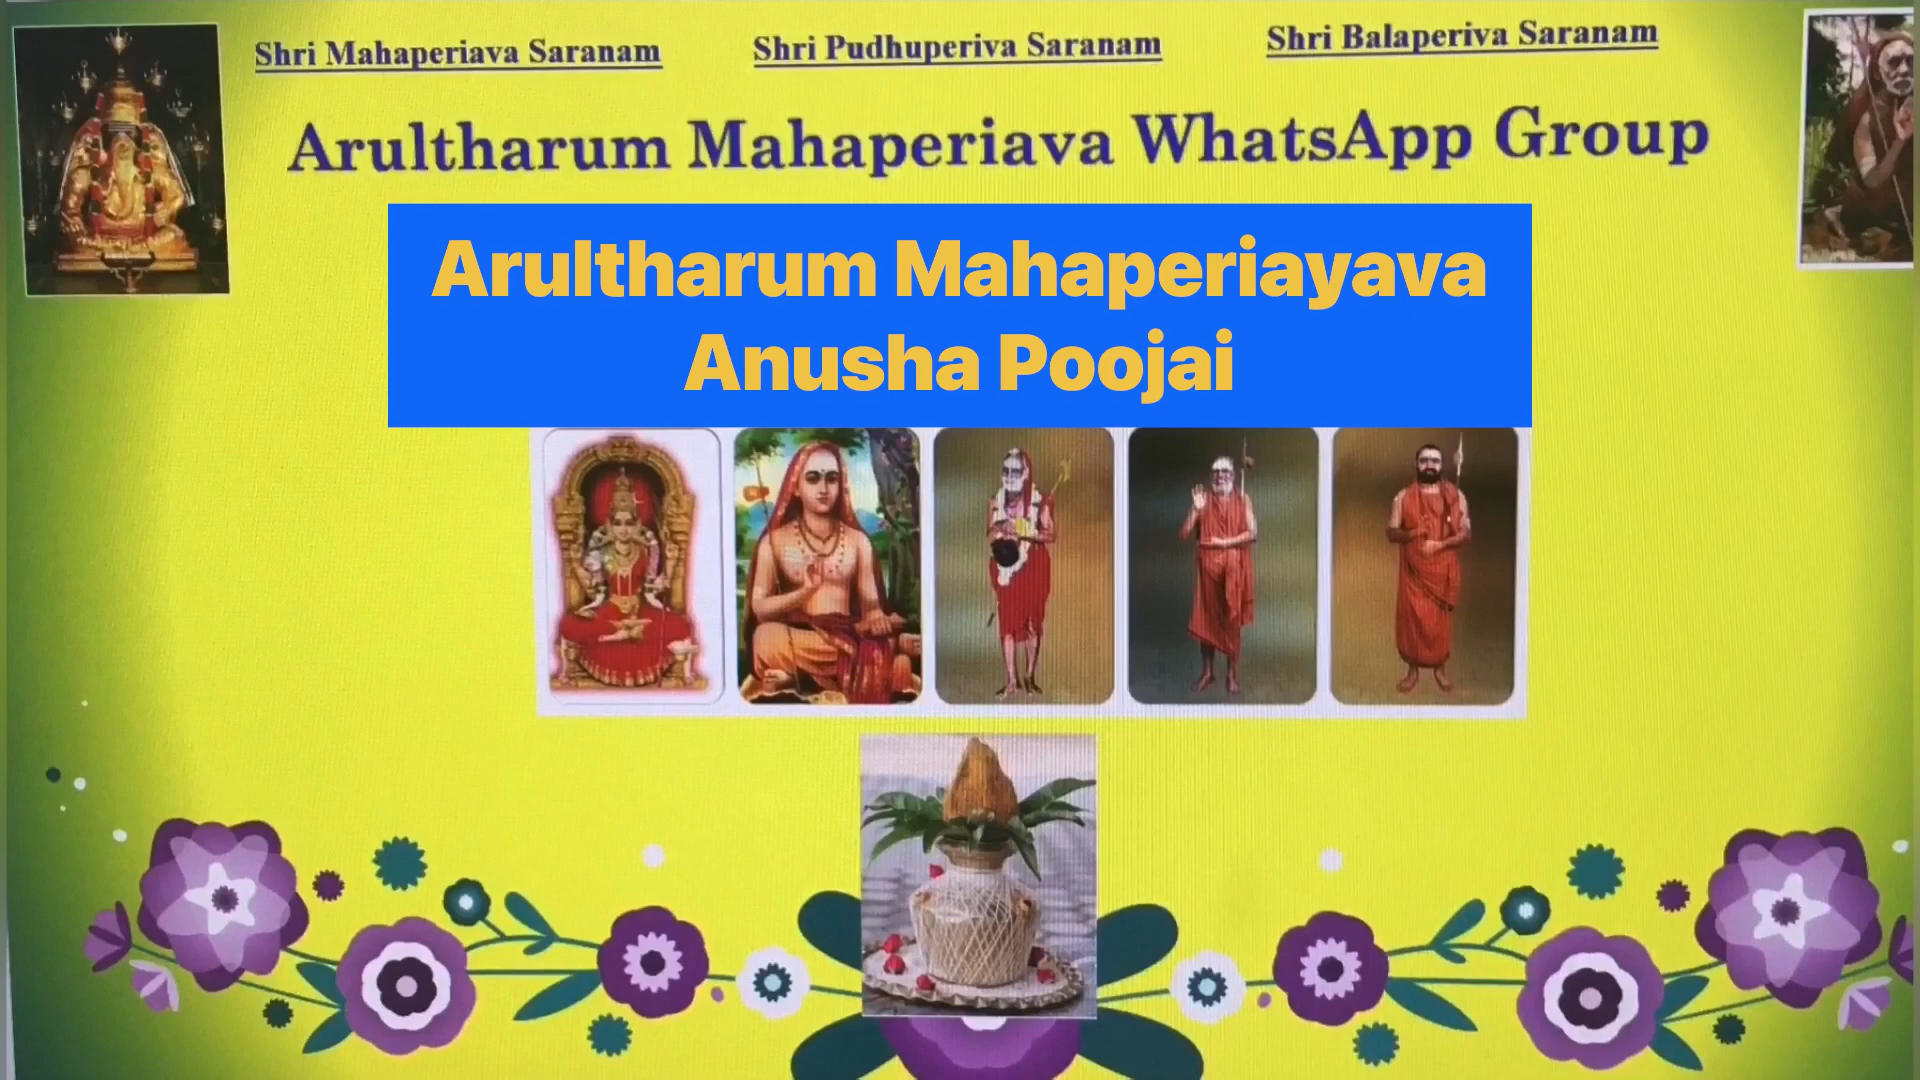 Shri Mahaperiava Saranam
Shri Pudhuperiva Saranam
Shri Balaperiva Saranam
Arultharum Mahaperiava WhatsApp Group
Arultharum Mahaperiayava
Anusha Poojai